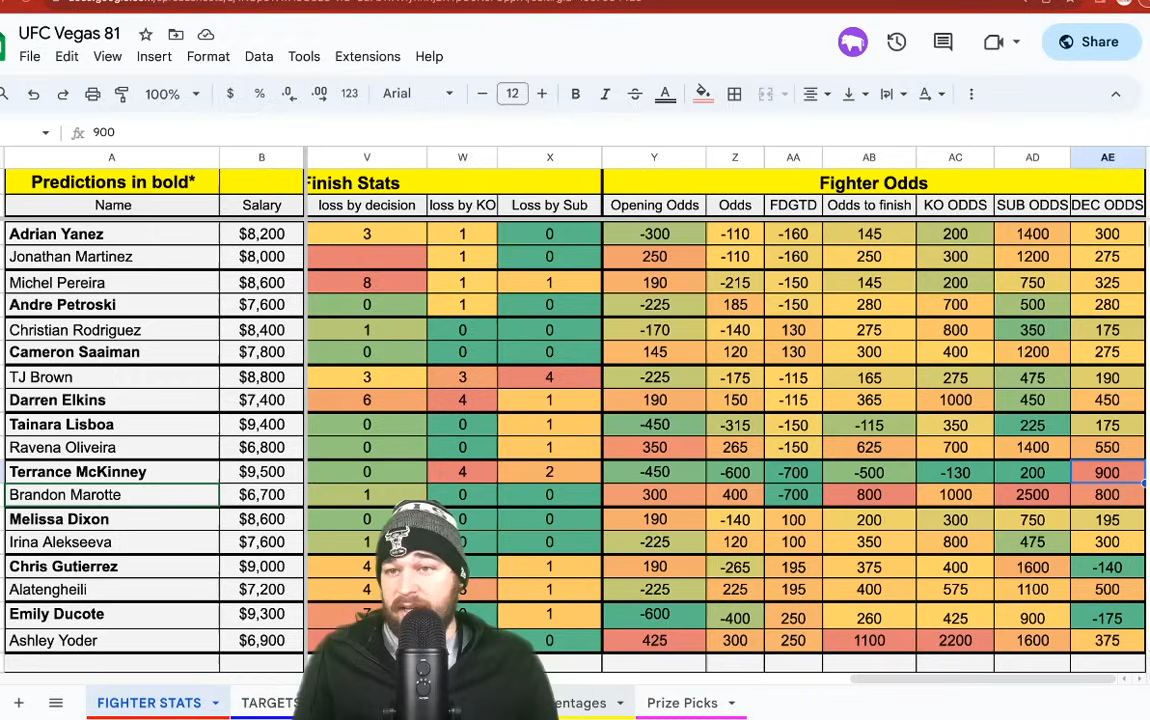 UFC Vegas 81
File Edit View Insert Format Data Tools Extensions Help
Share
100% $ % .0 .00 123 Arial 12 B I S A A
fx 900
A B V W X Y Z AA AB AC AD AE
Predictions in bold* Finish Stats Fighter Odds
Name Salary loss by decision loss by KO Loss by Sub Opening Odds Odds FDGTD Odds to finish KO ODDS SUB ODDS DEC ODDS
Adrian Yanez $8,200 3 1 0 -300 -110 -160 145 200 1400 300
Jonathan Martinez $8,000 1 0 250 -110 -160 250 300 1200 275
Michel Pereira $8,600 8 1 1 190 -215 -150 145 200 750 325
Andre Petroski $7,600 0 1 0 -225 185 -150 280 700 500 280
Christian Rodriguez $8,400 1 0 0 -170 -140 130 275 800 350 175
Cameron Saaiman $7,800 0 0 0 145 120 130 300 400 1200 275
TJ Brown $8,800 3 3 4 -225 -175 -115 165 275 475 190
Darren Elkins $7,400 6 4 1 190 150 -115 365 1000 450 450
Tainara Lisboa $9,400 0 0 1 -450 -315 -150 -115 350 225 175
Ravena Oliveira $6,800 0 0 1 350 265 -150 625 700 1400 550
Terrance McKinney $9,500 0 4 2 -450 -600 -700 -500 -130 200 900
Brandon Marotte $6,700 1 0 0 300 400 -700 800 1000 2500 800
Melissa Dixon $8,600 0 0 0 190 -140 100 200 300 750 195
Irina Alekseeva $7,600 1 0 0 -225 120 100 350 800 475 300
Chris Gutierrez $9,000 4 1 190 -265 195 375 400 1600 -140
Alatengheili $7,200 4 1 -225 225 195 400 575 1100 500
Emily Ducote $9,300 1 -600 -400 250 260 425 900 -175
Ashley Yoder $6,900 0 425 300 250 1100 2200 1600 375
FIGHTER STATS TARGETS entages Prize Picks